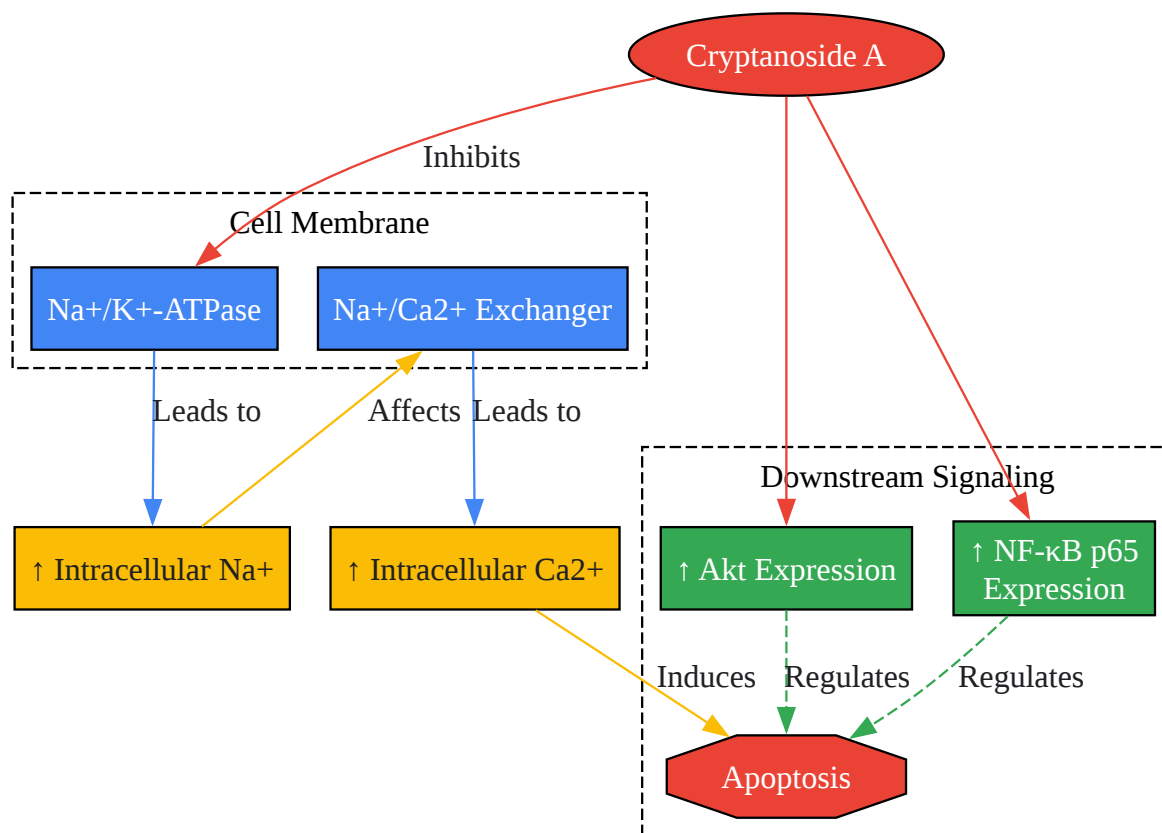 Cryptanoside A
Inhibits
Cell Membrane
Na+/K+-ATPase
Na+/Ca2+ Exchanger
Leads to
Affects
Leads to
Downstream Signaling
↑ Intracellular Na+
↑ Intracellular Ca2+
↑ Akt Expression
↑ NF-κB p65
Expression
Induces
Regulates
Regulates
Apoptosis